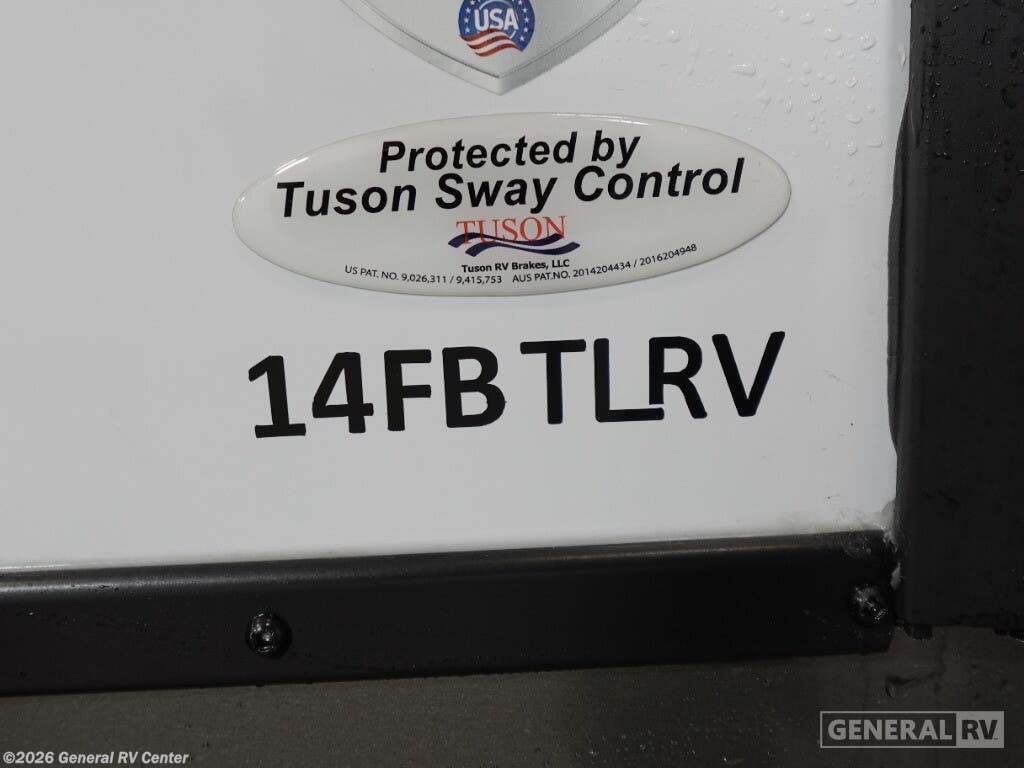 USA
Protected by
Tuson Sway Control
TUSON
Tuson RV Brakes, LLC
US PAT. NO. 9,026,311 / 9,415,753 AUS PAT.NO. 2014204434 / 2016204948
14FB TLRV
GENERAL RV
©2026 General RV Center